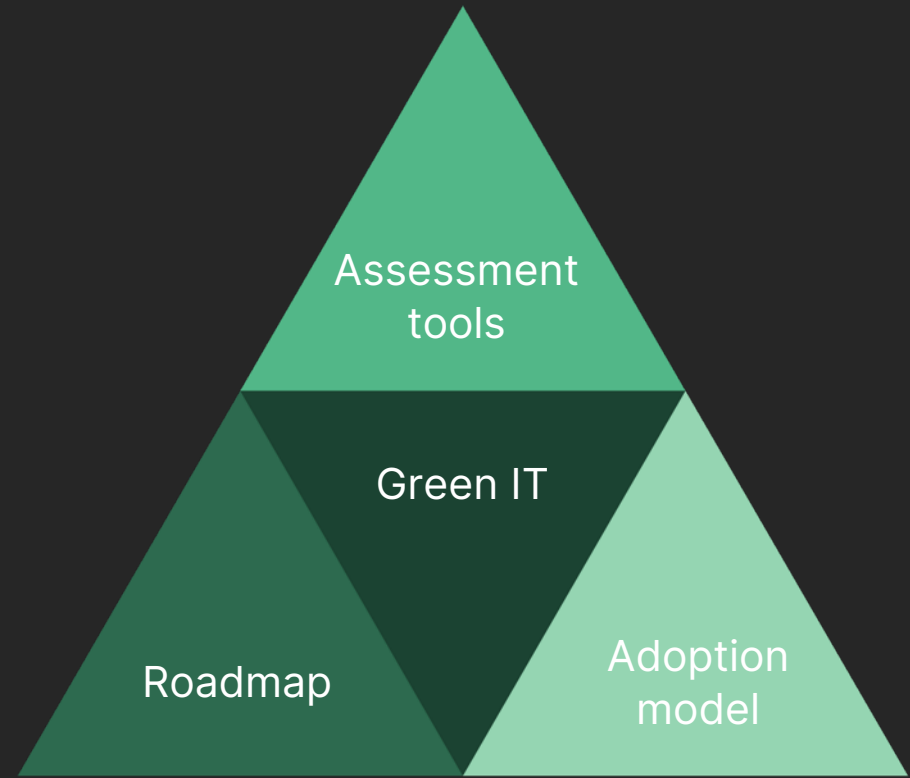 Assessment
tools
Green IT
Roadmap
Adoption
model